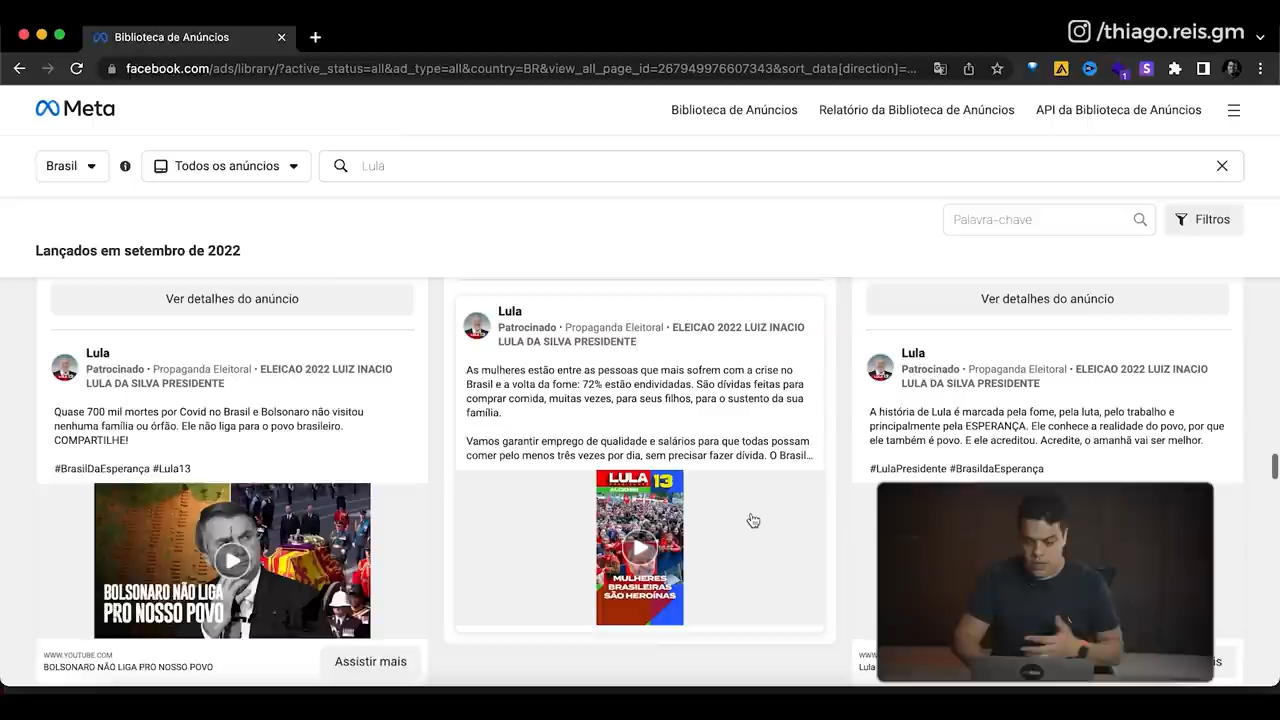 /thiago.reis.gm
Biblioteca de Anúncios
facebook.com/ads/library/?active_status=all&ad_type=all&country=BR&view_all_page_id=267949976607343&sort_data[direction]=...
Meta
Biblioteca de Anúncios
Relatório da Biblioteca de Anúncios
API da Biblioteca de Anúncios
Brasil
Todos os anúncios
Lula
Palavra-chave
Filtros
Lançados em setembro de 2022
Ver detalhes do anúncio
Lula
Patrocinado • Propaganda Eleitoral • ELEICAO 2022 LUIZ INACIO
LULA DA SILVA PRESIDENTE
Quase 700 mil mortes por Covid no Brasil e Bolsonaro não visitou
nenhuma família ou órfão. Ele não liga para o povo brasileiro.
COMPARTILHE!
#BrasilDaEsperança #Lula13
BOLSONARO NÃO LIGA
PRO NOSSO POVO
WWW.YOUTUBE.COM
BOLSONARO NÃO LIGA PRO NOSSO POVO
Assistir mais
Lula
Patrocinado • Propaganda Eleitoral • ELEICAO 2022 LUIZ INACIO
LULA DA SILVA PRESIDENTE
As mulheres estão entre as pessoas que mais sofrem com a crise no
Brasil e a volta da fome: 72% estão endividadas. São dívidas feitas para
comprar comida, muitas vezes, para seus filhos, para o sustento da sua
família.
Vamos garantir emprego de qualidade e salários para que todas possam
comer pelo menos três vezes por dia, sem precisar fazer dívida. O Brasil...
LULA 13
MULHERES
BRASILEIRAS
SÃO HEROÍNAS
Ver detalhes do anúncio
Lula
Patrocinado • Propaganda Eleitoral • ELEICAO 2022 LUIZ INACIO
LULA DA SILVA PRESIDENTE
A história de Lula é marcada pela fome, pela luta, pelo trabalho e
principalmente pela ESPERANÇA. Ele conhece a realidade do povo, por que
ele também é povo. E ele acreditou. Acredite, o amanhã vai ser melhor.
#LulaPresidente #BrasildaEsperança